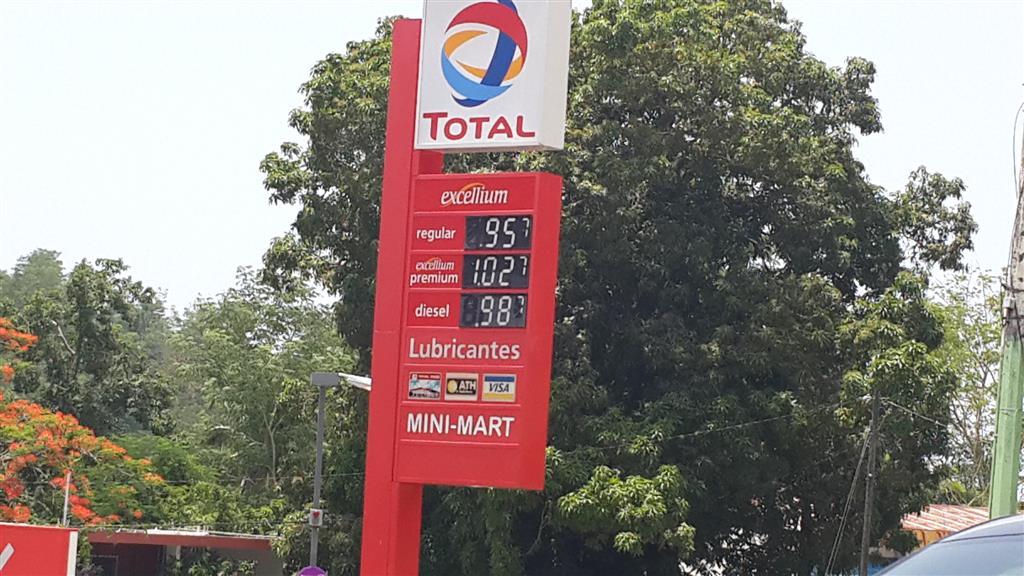 TOTAL
excellium
regular .957
excellium
premium 1.027
diesel .987
Lubricantes
ATH VISA
MINI-MART